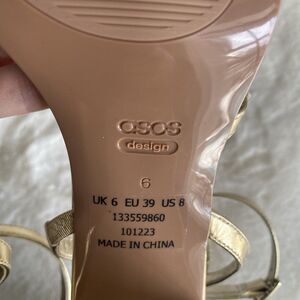 asos
design
6
UK 6 EU 39 US 8
133559860
101223
MADE IN CHINA